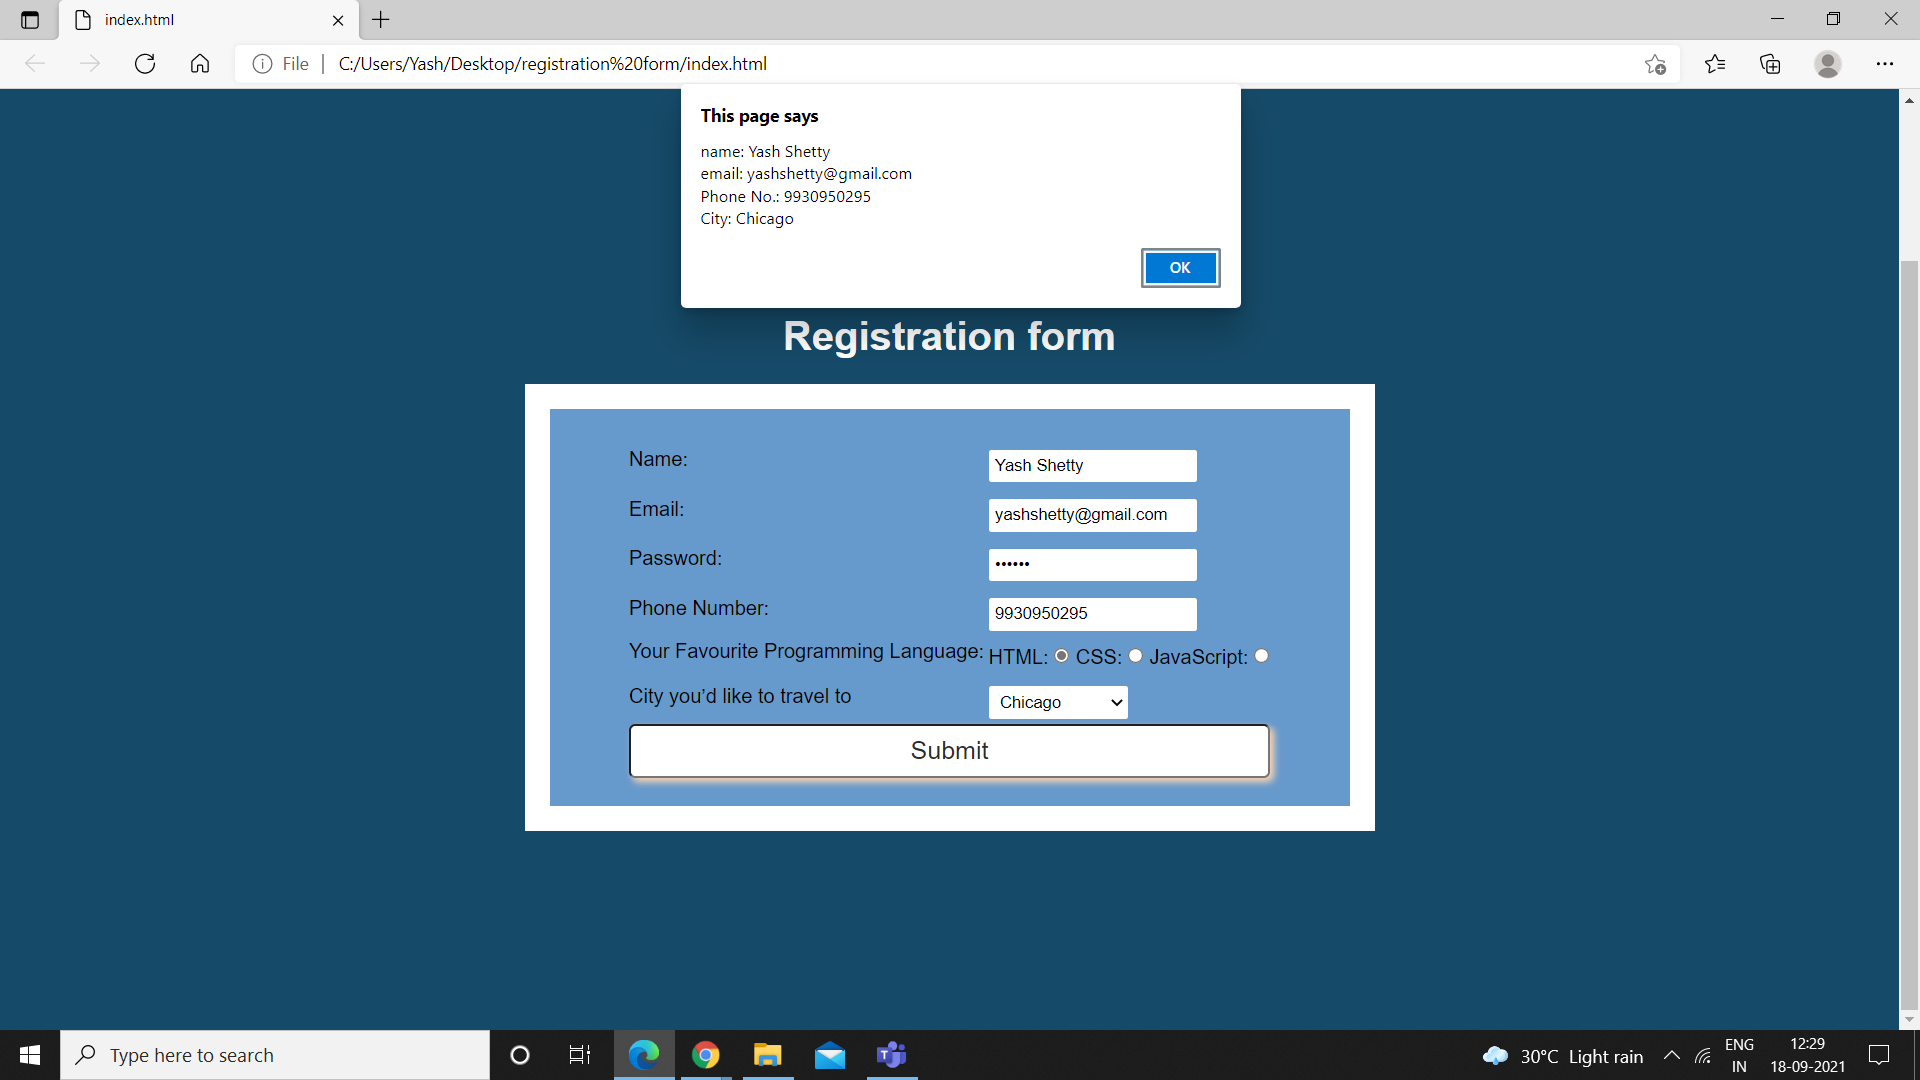 index.html
File
C:/Users/Yash/Desktop/registration%20form/index.html
This page says
name: Yash Shetty
email: yashshetty@gmail.com
Phone No.: 9930950295
City: Chicago
OK
Registration form
Name: Yash Shetty
Email: yashshetty@gmail.com
Password: ••••••
Phone Number: 9930950295
Your Favourite Programming Language: HTML: CSS: JavaScript:
City you'd like to travel to Chicago
Submit
Type here to search
30°C Light rain
ENG
IN
12:29
18-09-2021